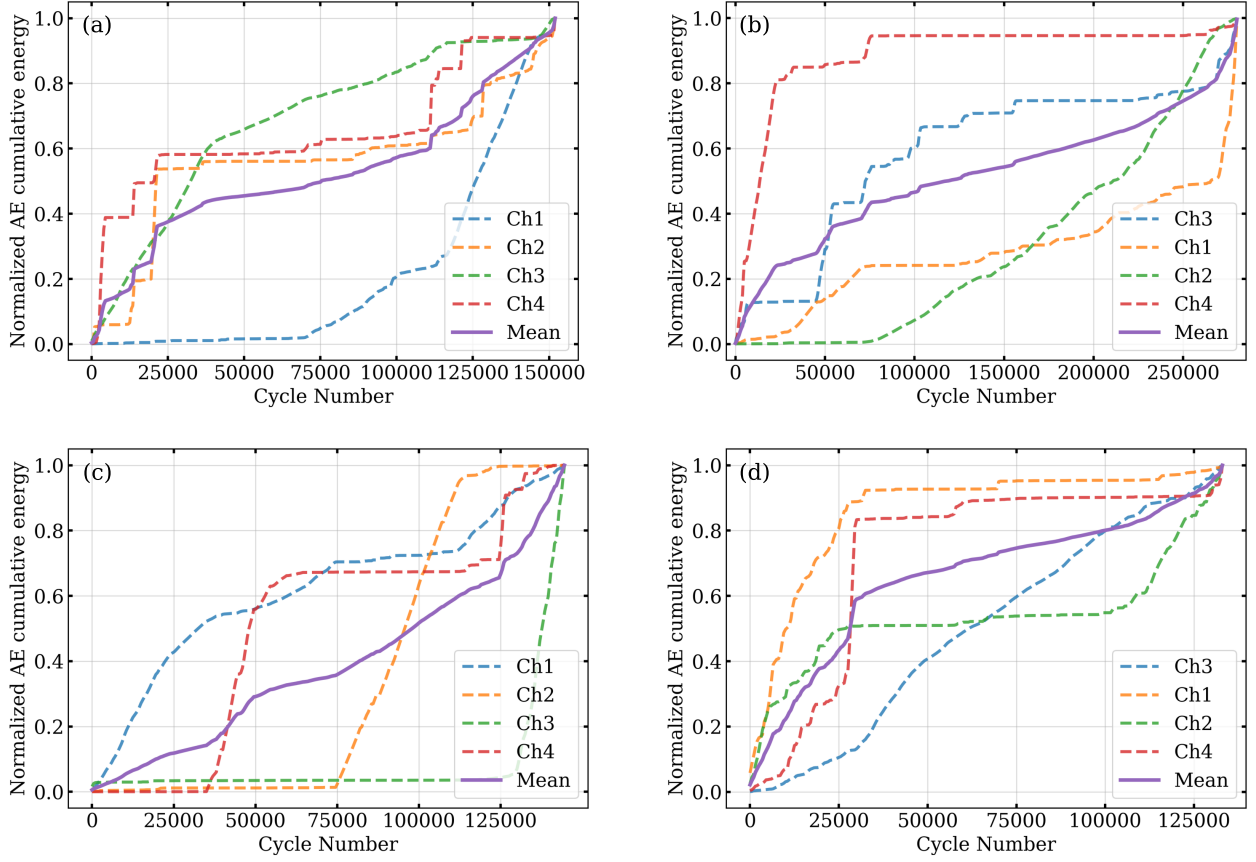 (a)
1.0
0.8
0.6
0.4
0.2
0.0
Normalized AE cumulative energy
Ch1
Ch2
Ch3
Ch4
Mean
0 25000 50000 75000 100000 125000 150000
Cycle Number
(b)
1.0
0.8
0.6
0.4
0.2
0.0
Normalized AE cumulative energy
Ch3
Ch1
Ch2
Ch4
Mean
0 50000 100000 150000 200000 250000
Cycle Number
(c)
1.0
0.8
0.6
0.4
0.2
0.0
Normalized AE cumulative energy
Ch1
Ch2
Ch3
Ch4
Mean
0 25000 50000 75000 100000 125000
Cycle Number
(d)
1.0
0.8
0.6
0.4
0.2
0.0
Normalized AE cumulative energy
Ch3
Ch1
Ch2
Ch4
Mean
0 25000 50000 75000 100000 125000
Cycle Number